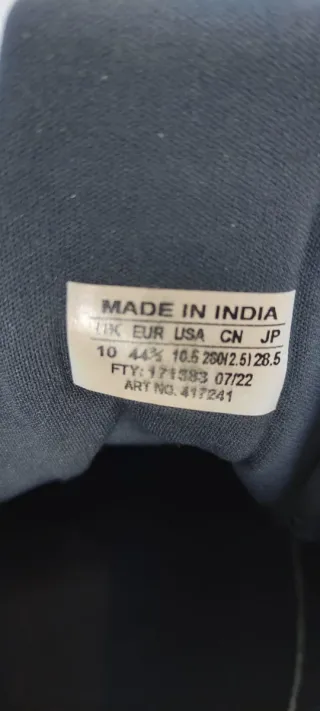 MADE IN INDIA
UK EUR USA CN JP
10 44⅔ 10.5 280(2.5) 28.5
FTY: 171383 07/22
ART NO. 417241